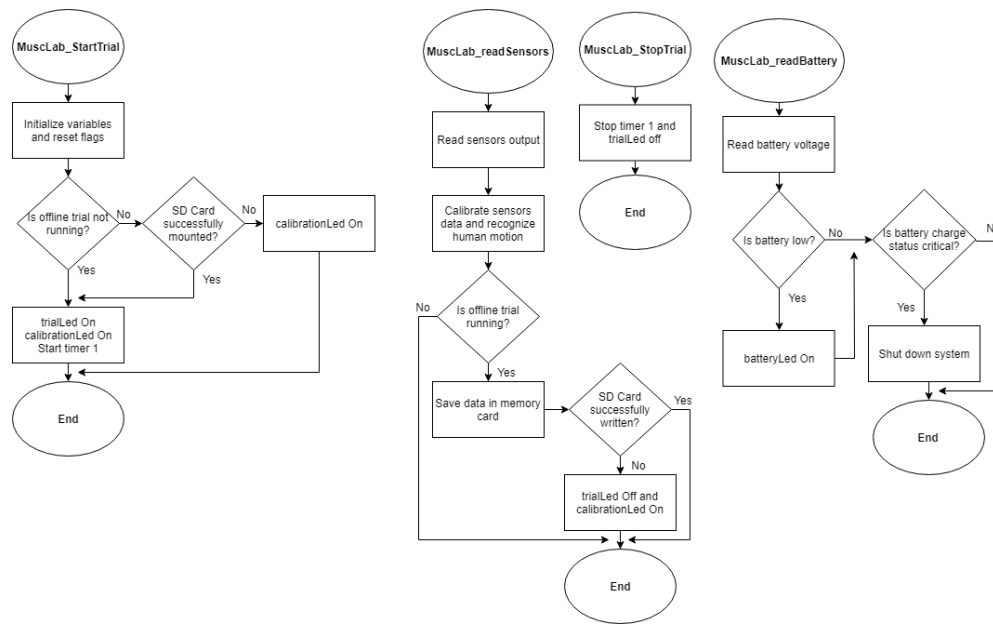 MuscLab_StartTrial
Initialize variables
and reset flags
Is offline trial not
running?
No
SD Card
successfully
mounted?
No
calibrationLed On
Yes
Yes
trialLed On
calibrationLed On
Start timer 1
End
MuscLab_readSensors
Read sensors output
Calibrate sensors
data and recognize
human motion
No
Is offline trial
running?
Yes
Save data in memory
card
SD Card
successfully
written?
Yes
No
trialLed Off and
calibrationLed On
End
MuscLab_StopTrial
Stop timer 1 and
trialLed off
End
MuscLab_readBattery
Read battery voltage
Is battery low?
No
Is battery charge
status critical?
Yes
Yes
batteryLed On
Shut down system
End